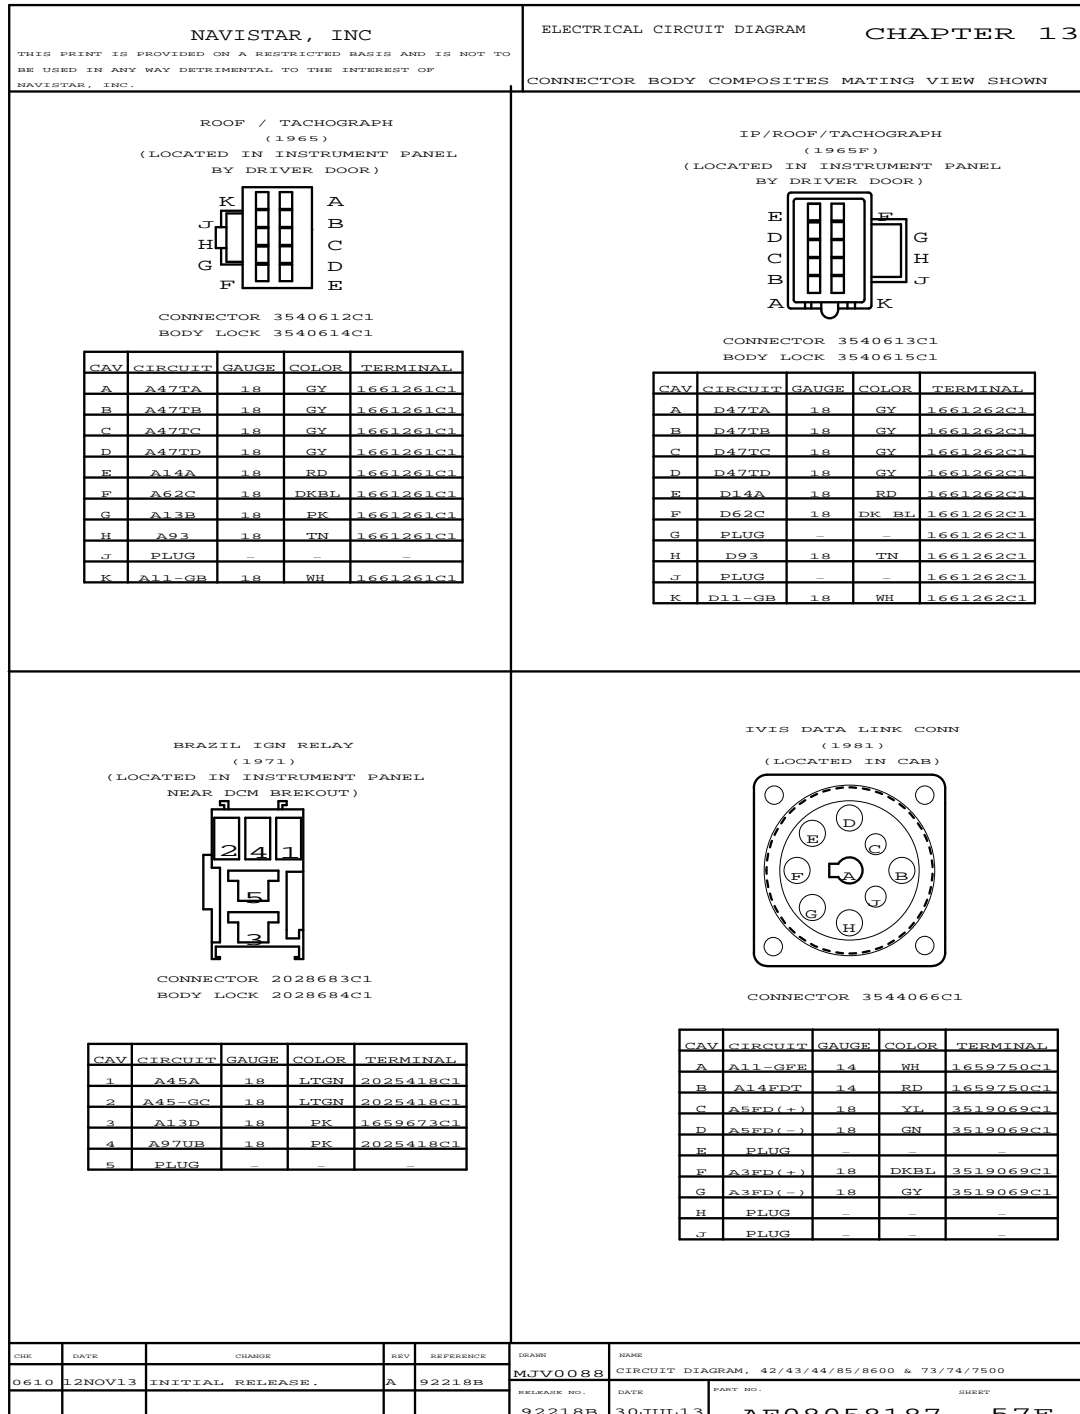 NAVISTAR, INC
THIS PRINT IS PROVIDED ON A RESTRICTED BASIS AND IS NOT TO
BE USED IN ANY WAY DETRIMENTAL TO THE INTEREST OF
NAVISTAR, INC.
ELECTRICAL CIRCUIT DIAGRAM CHAPTER 13
CONNECTOR BODY COMPOSITES MATING VIEW SHOWN
ROOF / TACHOGRAPH
(1965)
(LOCATED IN INSTRUMENT PANEL
BY DRIVER DOOR)
K A
J B
H C
G D
F E
CONNECTOR 3540612C1
BODY LOCK 3540614C1
CAV CIRCUIT GAUGE COLOR TERMINAL
A A47TA 18 GY 1661261C1
B A47TB 18 GY 1661261C1
C A47TC 18 GY 1661261C1
D A47TD 18 GY 1661261C1
E A14A 18 RD 1661261C1
F A62C 18 DKBL 1661261C1
G A13B 18 PK 1661261C1
H A93 18 TN 1661261C1
J PLUG – – –
K A11-GB 18 WH 1661261C1
IP/ROOF/TACHOGRAPH
(1965F)
(LOCATED IN INSTRUMENT PANEL
BY DRIVER DOOR)
E F
D G
C H
B J
A K
CONNECTOR 3540613C1
BODY LOCK 3540615C1
CAV CIRCUIT GAUGE COLOR TERMINAL
A D47TA 18 GY 1661262C1
B D47TB 18 GY 1661262C1
C D47TC 18 GY 1661262C1
D D47TD 18 GY 1661262C1
E D14A 18 RD 1661262C1
F D62C 18 DK BL 1661262C1
G PLUG – – 1661262C1
H D93 18 TN 1661262C1
J PLUG – – 1661262C1
K D11-GB 18 WH 1661262C1
BRAZIL IGN RELAY
(1971)
(LOCATED IN INSTRUMENT PANEL
NEAR DCM BREKOUT)
2 4 1
5
3
CONNECTOR 2028683C1
BODY LOCK 2028684C1
CAV CIRCUIT GAUGE COLOR TERMINAL
1 A45A 18 LTGN 2025418C1
2 A45-GC 18 LTGN 2025418C1
3 A13D 18 PK 1659673C1
4 A97UB 18 PK 2025418C1
5 PLUG – – –
IVIS DATA LINK CONN
(1981)
(LOCATED IN CAB)
D
E C
F A B
G J
H
CONNECTOR 3544066C1
CAV CIRCUIT GAUGE COLOR TERMINAL
A A11-GFE 14 WH 1659750C1
B A14FDT 14 RD 1659750C1
C A5FD(+) 18 YL 3519069C1
D A5FD(-) 18 GN 3519069C1
E PLUG – – –
F A3FD(+) 18 DKBL 3519069C1
G A3FD(-) 18 GY 3519069C1
H PLUG – – –
J PLUG – – –
CHK DATE CHANGE REV REFERENCE
0610 12NOV13 INITIAL RELEASE. A 92218B
DRAWN NAME
MJV0088 CIRCUIT DIAGRAM, 42/43/44/85/8600 & 73/74/7500
RELEASE NO. DATE PART NO. SHEET
92218B 30JUL13 AE08058187 57E